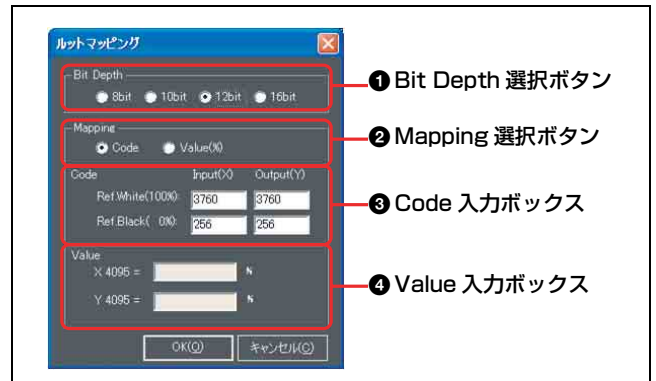 ルットマッピング
Bit Depth
8bit 10bit 12bit 16bit
❶ Bit Depth 選択ボタン
Mapping
Code Value(%)
❷ Mapping 選択ボタン
Code Input(X) Output(Y)
Ref.White(100%): 3760 3760
Ref.Black( 0%): 256 256
❸ Code 入力ボックス
Value
X 4095 = %
Y 4095 = %
❹ Value 入力ボックス
OK(O) キャンセル(C)